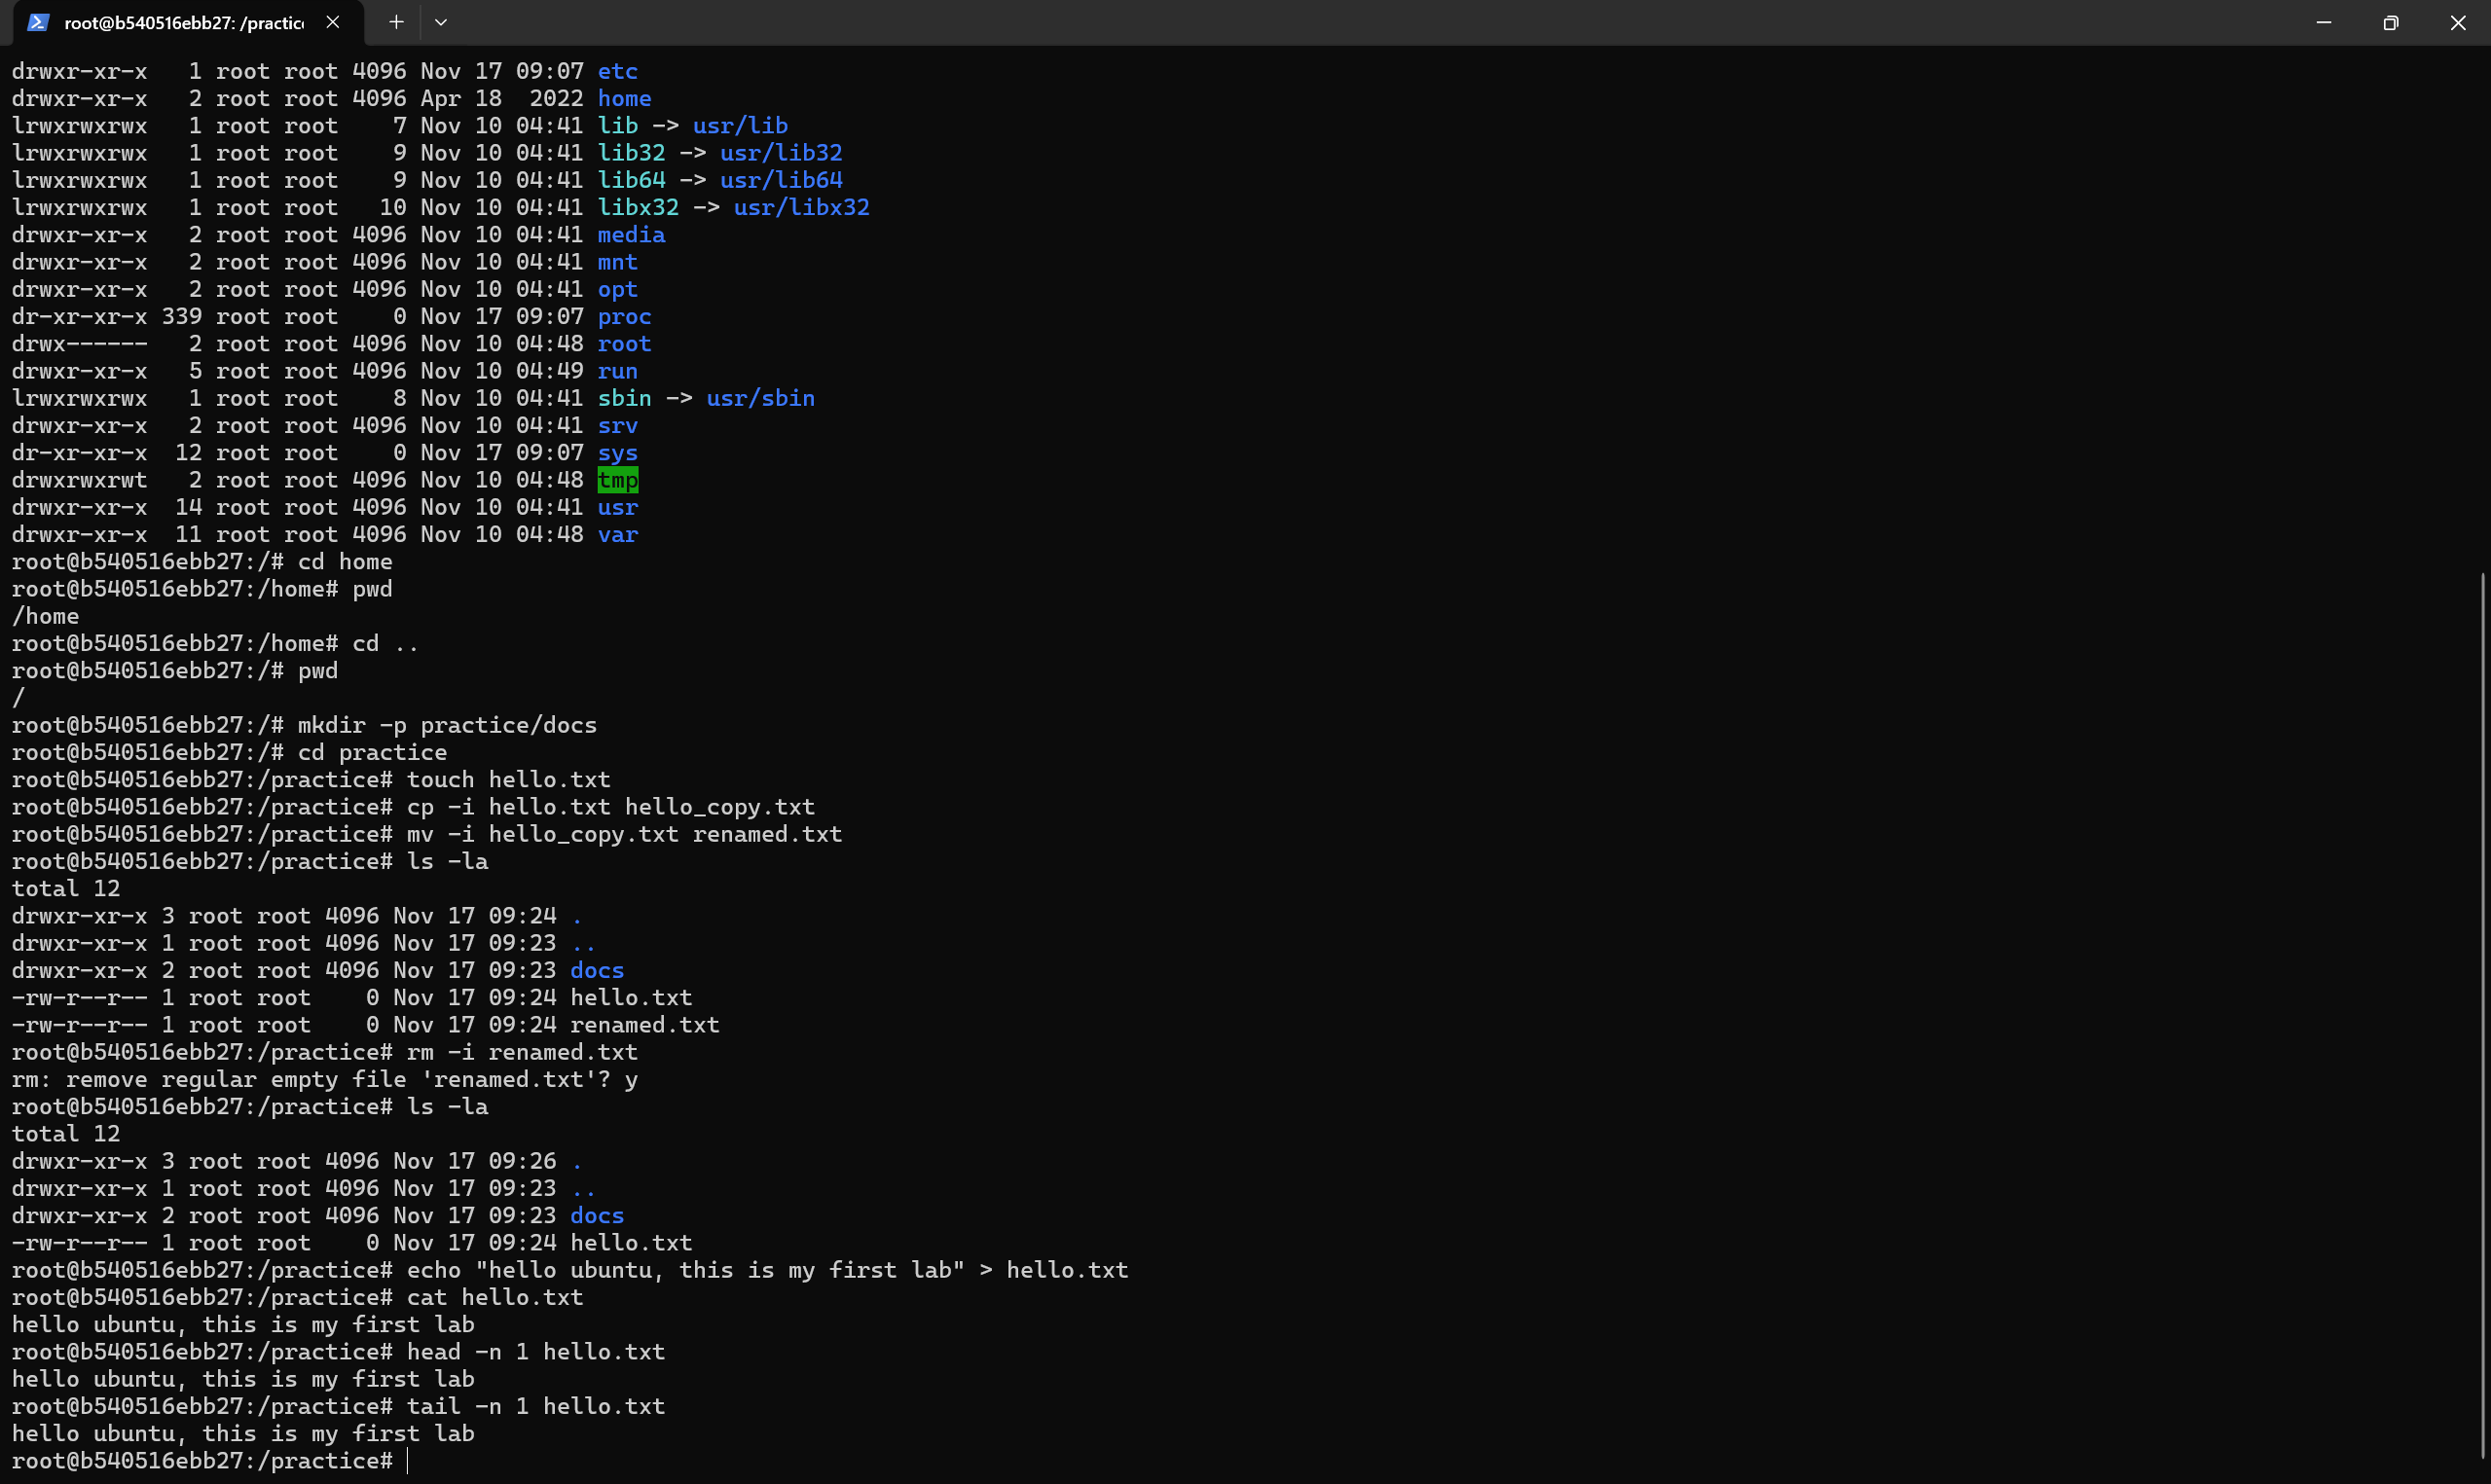 root@b540516ebb27: /practic
drwxr-xr-x   1 root root 4096 Nov 17 09:07 etc
drwxr-xr-x   2 root root 4096 Apr 18  2022 home
lrwxrwxrwx   1 root root    7 Nov 10 04:41 lib -> usr/lib
lrwxrwxrwx   1 root root    9 Nov 10 04:41 lib32 -> usr/lib32
lrwxrwxrwx   1 root root    9 Nov 10 04:41 lib64 -> usr/lib64
lrwxrwxrwx   1 root root   10 Nov 10 04:41 libx32 -> usr/libx32
drwxr-xr-x   2 root root 4096 Nov 10 04:41 media
drwxr-xr-x   2 root root 4096 Nov 10 04:41 mnt
drwxr-xr-x   2 root root 4096 Nov 10 04:41 opt
dr-xr-xr-x 339 root root    0 Nov 17 09:07 proc
drwx------   2 root root 4096 Nov 10 04:48 root
drwxr-xr-x   5 root root 4096 Nov 10 04:49 run
lrwxrwxrwx   1 root root    8 Nov 10 04:41 sbin -> usr/sbin
drwxr-xr-x   2 root root 4096 Nov 10 04:41 srv
dr-xr-xr-x  12 root root    0 Nov 17 09:07 sys
drwxrwxrwt   2 root root 4096 Nov 10 04:48 tmp
drwxr-xr-x  14 root root 4096 Nov 10 04:41 usr
drwxr-xr-x  11 root root 4096 Nov 10 04:48 var
root@b540516ebb27:/# cd home
root@b540516ebb27:/home# pwd
/home
root@b540516ebb27:/home# cd ..
root@b540516ebb27:/# pwd
/
root@b540516ebb27:/# mkdir -p practice/docs
root@b540516ebb27:/# cd practice
root@b540516ebb27:/practice# touch hello.txt
root@b540516ebb27:/practice# cp -i hello.txt hello_copy.txt
root@b540516ebb27:/practice# mv -i hello_copy.txt renamed.txt
root@b540516ebb27:/practice# ls -la
total 12
drwxr-xr-x 3 root root 4096 Nov 17 09:24 .
drwxr-xr-x 1 root root 4096 Nov 17 09:23 ..
drwxr-xr-x 2 root root 4096 Nov 17 09:23 docs
-rw-r--r-- 1 root root    0 Nov 17 09:24 hello.txt
-rw-r--r-- 1 root root    0 Nov 17 09:24 renamed.txt
root@b540516ebb27:/practice# rm -i renamed.txt
rm: remove regular empty file 'renamed.txt'? y
root@b540516ebb27:/practice# ls -la
total 12
drwxr-xr-x 3 root root 4096 Nov 17 09:26 .
drwxr-xr-x 1 root root 4096 Nov 17 09:23 ..
drwxr-xr-x 2 root root 4096 Nov 17 09:23 docs
-rw-r--r-- 1 root root    0 Nov 17 09:24 hello.txt
root@b540516ebb27:/practice# echo "hello ubuntu, this is my first lab" > hello.txt
root@b540516ebb27:/practice# cat hello.txt
hello ubuntu, this is my first lab
root@b540516ebb27:/practice# head -n 1 hello.txt
hello ubuntu, this is my first lab
root@b540516ebb27:/practice# tail -n 1 hello.txt
hello ubuntu, this is my first lab
root@b540516ebb27:/practice#